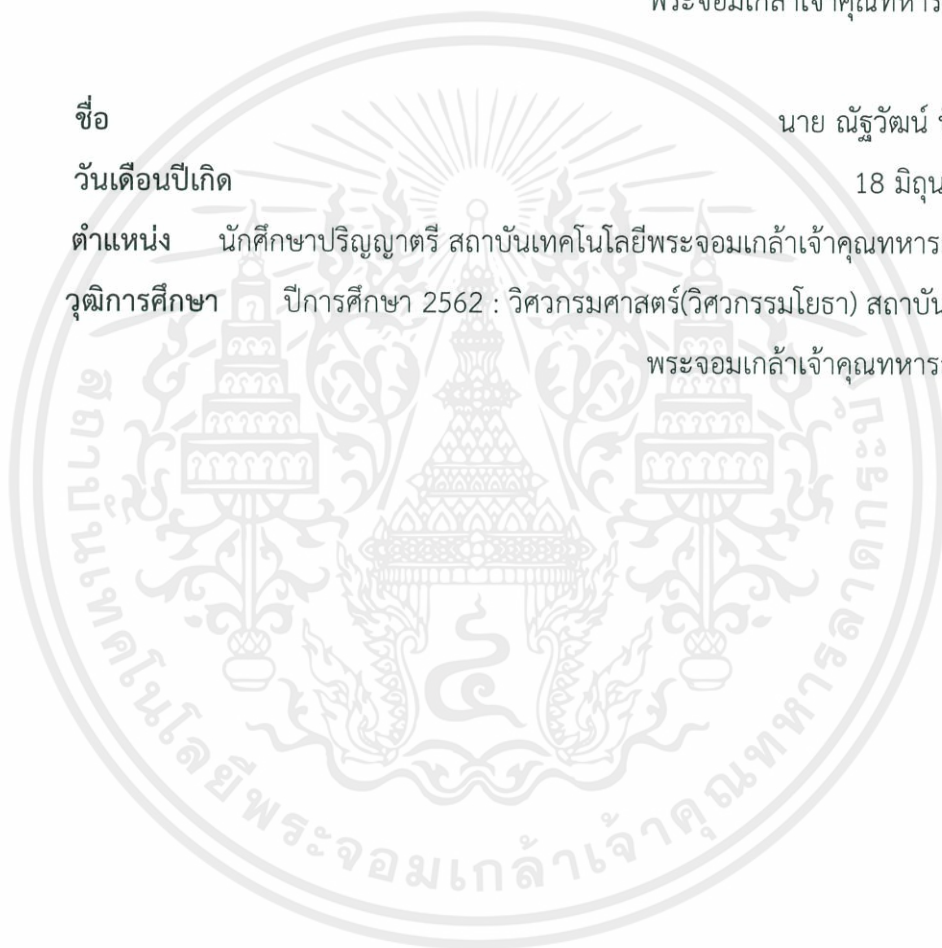 พระจอมเกล้าเจ้าคุณทหาร
ชื่อ นาย ณัฐวัฒน์
วันเดือนปีเกิด 18 มิถุน
ตำแหน่ง นักศึกษาปริญญาตรี สถาบันเทคโนโลยีพระจอมเกล้าเจ้าคุณทหาร
วุฒิการศึกษา ปีการศึกษา 2562 : วิศวกรมศาสตร์(วิศวกรรมโยธา) สถาบัน
พระจอมเกล้าเจ้าคุณทหาร
สถาบันเทคโนโลยีพระจอมเกล้าเจ้าคุณทหารลาดกระบัง